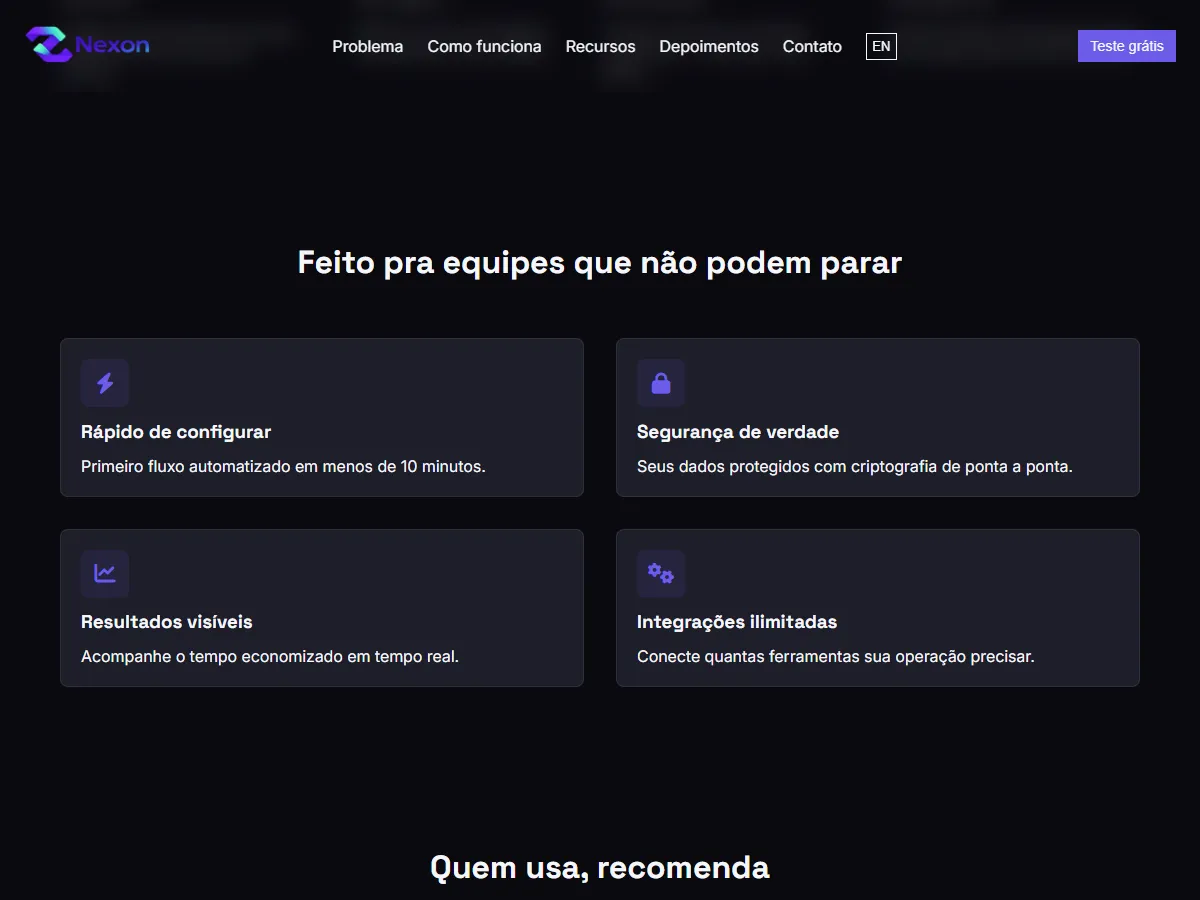 Nexon
Problema
Como funciona
Recursos
Depoimentos
Contato
EN
Teste grátis
Feito pra equipes que não podem parar
Rápido de configurar
Primeiro fluxo automatizado em menos de 10 minutos.
Segurança de verdade
Seus dados protegidos com criptografia de ponta a ponta.
Resultados visíveis
Acompanhe o tempo economizado em tempo real.
Integrações ilimitadas
Conecte quantas ferramentas sua operação precisar.
Quem usa, recomenda